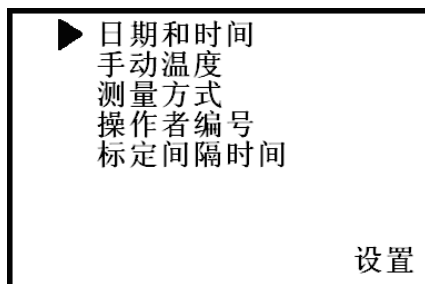 日期和时间
手动温度
测量方式
操作者编号
标定间隔时间
设置